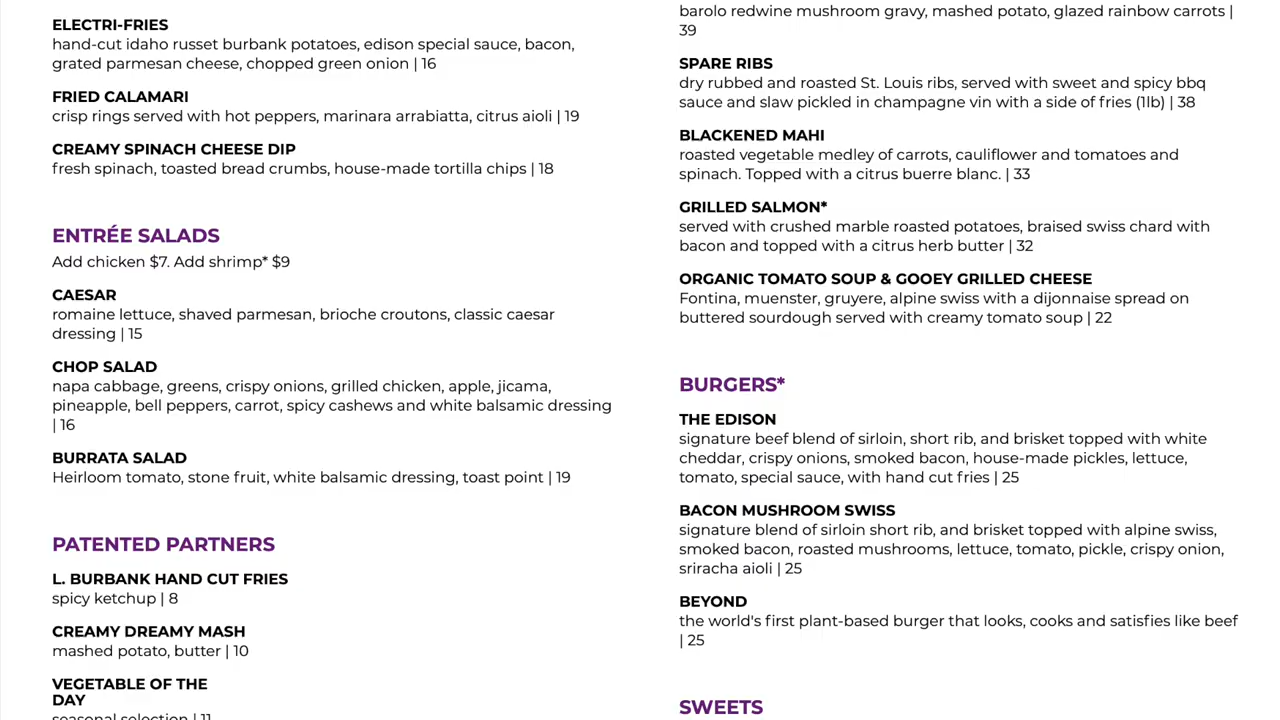 ELECTRI-FRIES
hand-cut idaho russet burbank potatoes, edison special sauce, bacon,
grated parmesan cheese, chopped green onion | 16
FRIED CALAMARI
crisp rings served with hot peppers, marinara arrabiatta, citrus aioli | 19
CREAMY SPINACH CHEESE DIP
fresh spinach, toasted bread crumbs, house-made tortilla chips | 18
ENTRÉE SALADS
Add chicken $7. Add shrimp* $9
CAESAR
romaine lettuce, shaved parmesan, brioche croutons, classic caesar
dressing | 15
CHOP SALAD
napa cabbage, greens, crispy onions, grilled chicken, apple, jicama,
pineapple, bell peppers, carrot, spicy cashews and white balsamic dressing
| 16
BURRATA SALAD
Heirloom tomato, stone fruit, white balsamic dressing, toast point | 19
PATENTED PARTNERS
L. BURBANK HAND CUT FRIES
spicy ketchup | 8
CREAMY DREAMY MASH
mashed potato, butter | 10
VEGETABLE OF THE
DAY
seasonal selection | 11
barolo redwine mushroom gravy, mashed potato, glazed rainbow carrots |
39
SPARE RIBS
dry rubbed and roasted St. Louis ribs, served with sweet and spicy bbq
sauce and slaw pickled in champagne vin with a side of fries (1lb) | 38
BLACKENED MAHI
roasted vegetable medley of carrots, cauliflower and tomatoes and
spinach. Topped with a citrus buerre blanc. | 33
GRILLED SALMON*
served with crushed marble roasted potatoes, braised swiss chard with
bacon and topped with a citrus herb butter | 32
ORGANIC TOMATO SOUP & GOOEY GRILLED CHEESE
Fontina, muenster, gruyere, alpine swiss with a dijonnaise spread on
buttered sourdough served with creamy tomato soup | 22
BURGERS*
THE EDISON
signature beef blend of sirloin, short rib, and brisket topped with white
cheddar, crispy onions, smoked bacon, house-made pickles, lettuce,
tomato, special sauce, with hand cut fries | 25
BACON MUSHROOM SWISS
signature blend of sirloin short rib, and brisket topped with alpine swiss,
smoked bacon, roasted mushrooms, lettuce, tomato, pickle, crispy onion,
sriracha aioli | 25
BEYOND
the world's first plant-based burger that looks, cooks and satisfies like beef
| 25
SWEETS